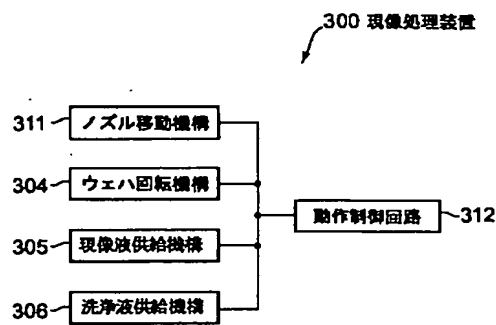 300 現像処理装置
311 ノズル移動機構
304 ウェハ回転機構
動作制御回路 312
305 現像液供給機構
306 洗浄液供給機構